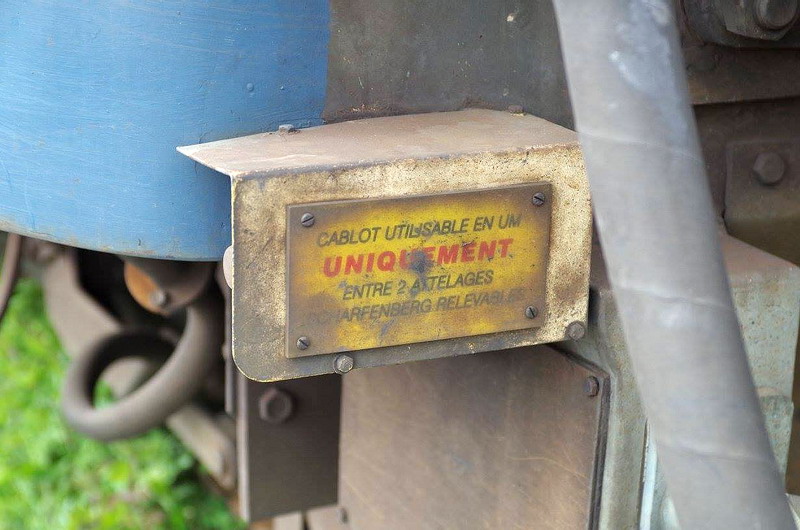 CABLOT UTILISABLE EN UM
UNIQUEMENT
ENTRE 2 ATTELAGES
SCHARFENBERG RELEVABLES